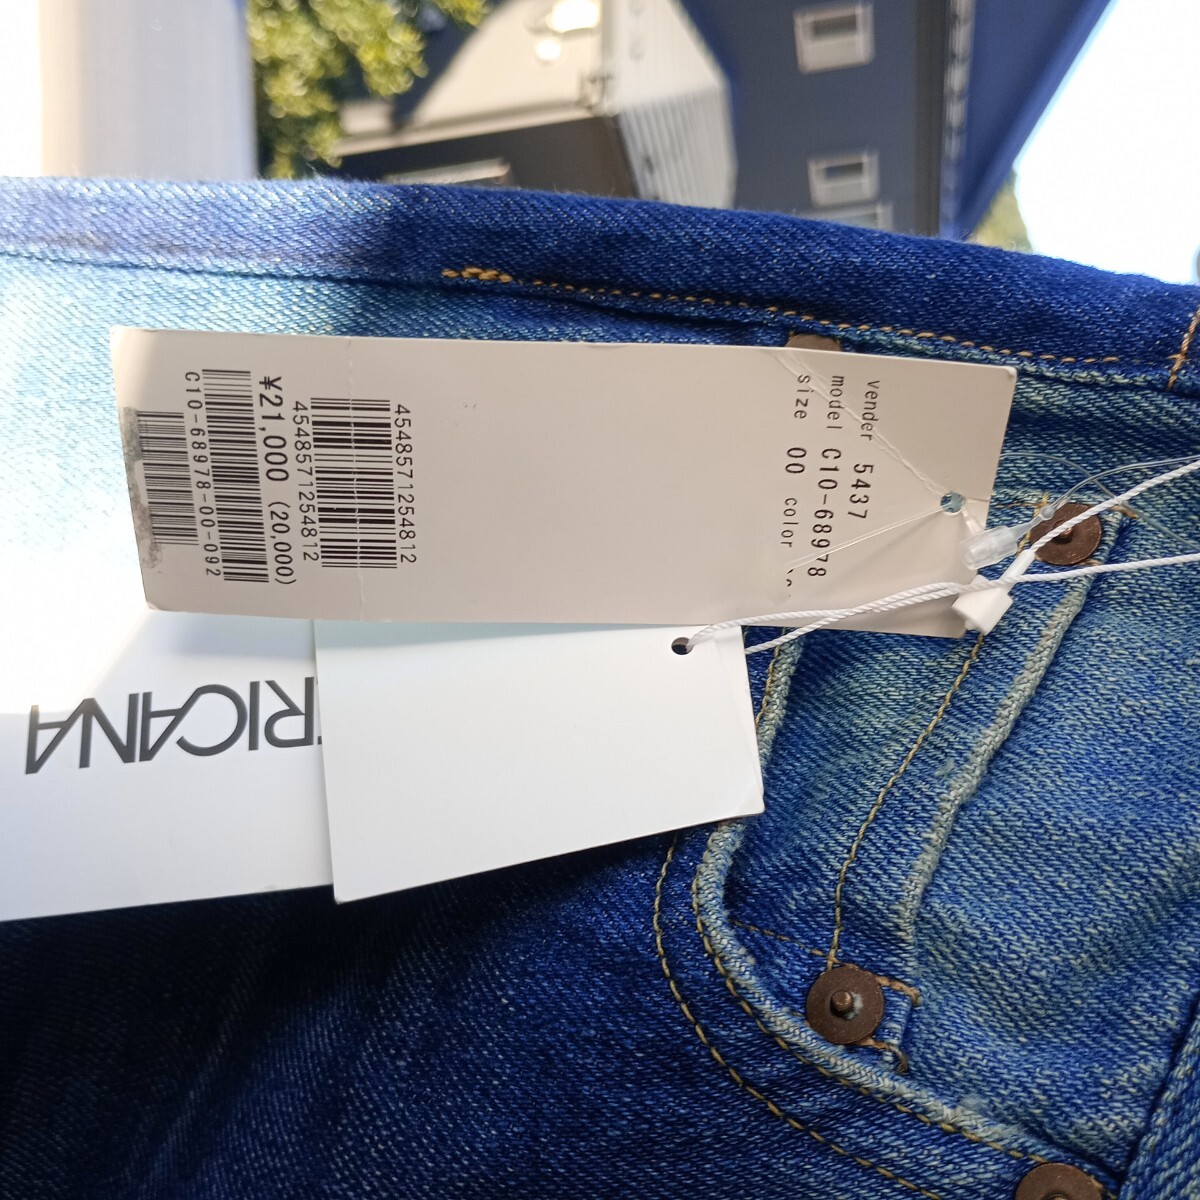 vender 5437
model C10-68978
size 00 color
4548571254812
4548571254812
¥21,000 (20,000)
C10-68978-00-092
RICANA